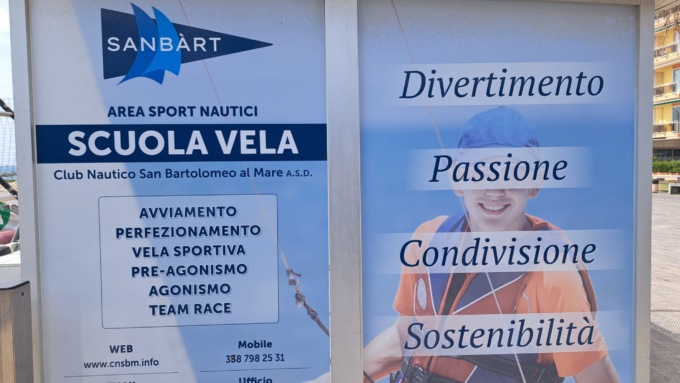 SANBÀRT
AREA SPORT NAUTICI
SCUOLA VELA
Club Nautico San Bartolomeo al Mare A.S.D.
AVVIAMENTO
PERFEZIONAMENTO
VELA SPORTIVA
PRE-AGONISMO
AGONISMO
TEAM RACE
WEB
www.cnsbm.info
Mobile
388 798 25 31
Ufficio
Divertimento
Passione
Condivisione
Sostenibilità